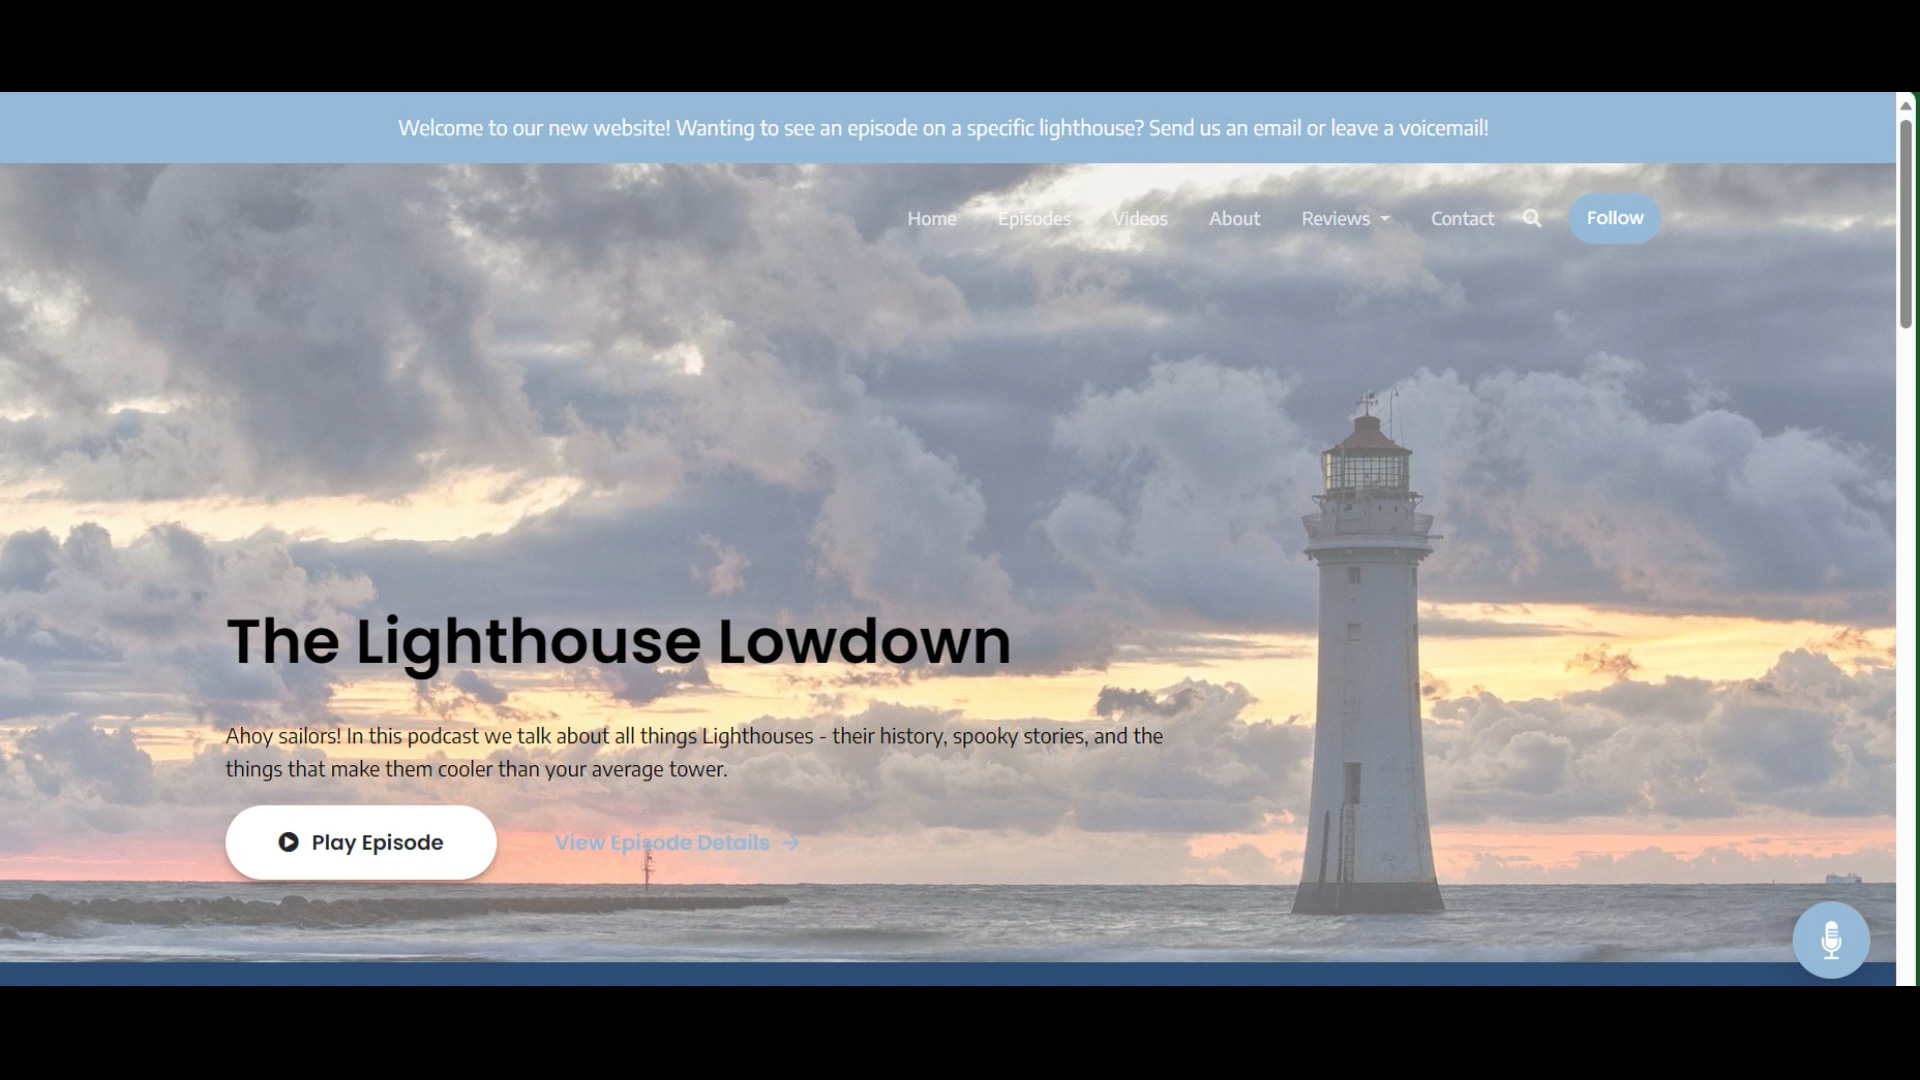 Welcome to our new website! Wanting to see an episode on a specific lighthouse? Send us an email or leave a voicemail!
Home Episodes Videos About Reviews Contact Follow
The Lighthouse Lowdown
Ahoy sailors! In this podcast we talk about all things Lighthouses - their history, spooky stories, and the
things that make them cooler than your average tower.
Play Episode View Episode Details →